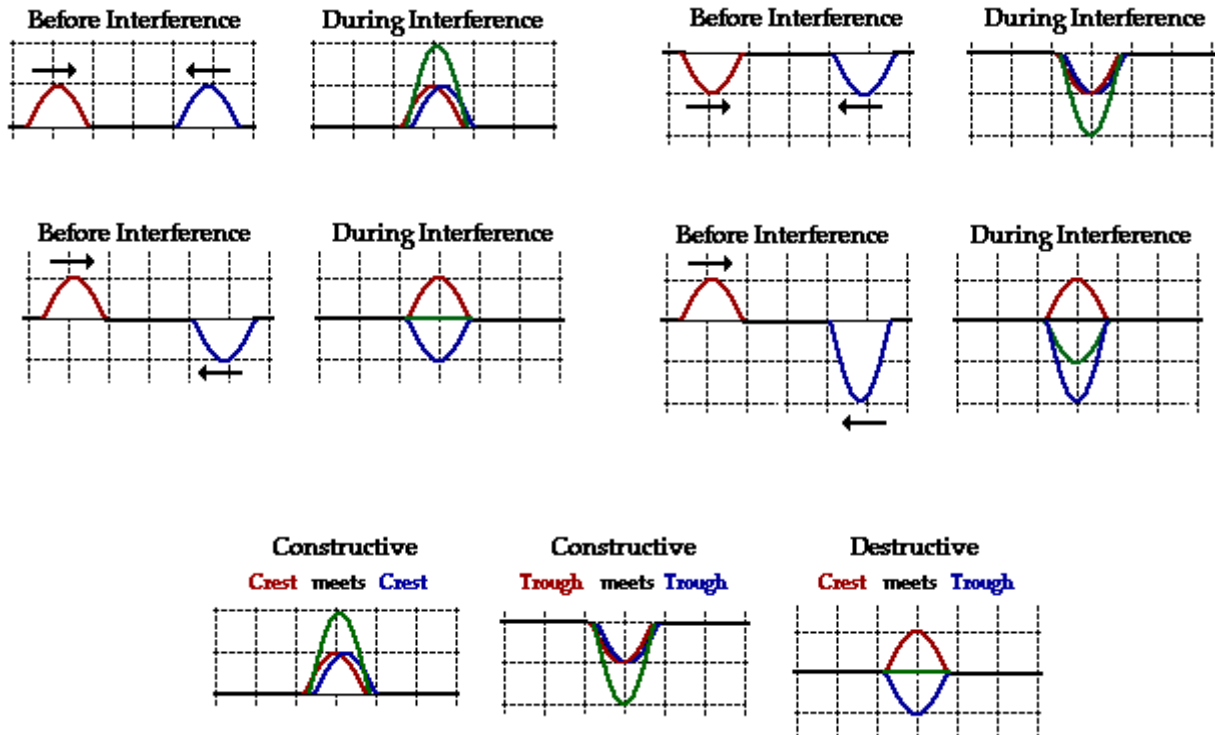 Before Interference
During Interference
Before Interference
During Interference
Before Interference
During Interference
Before Interference
During Interference
Constructive
Crest meets Crest
Constructive
Trough meets Trough
Destructive
Crest meets Trough